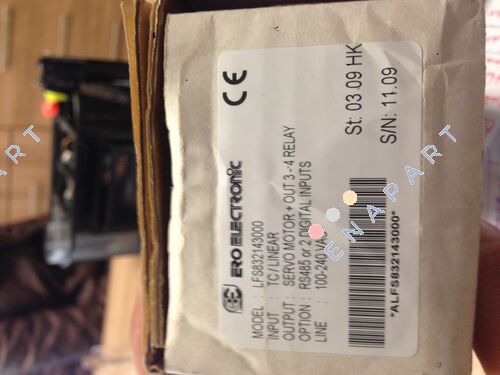 ERO ELECTRONIC
CE
MODEL : LFS832143000
INPUT : TC / LINEAR
OUTPUT : SERVO MOTOR + OUT 3 - 4 RELAY
OPTION : RS485 or 2 DIGITAL INPUTS
LINE : 100-240 VAC
St: 03.09 HK
S/N: 11.09
*ALFS832143000*
ENAPART
ENAPART